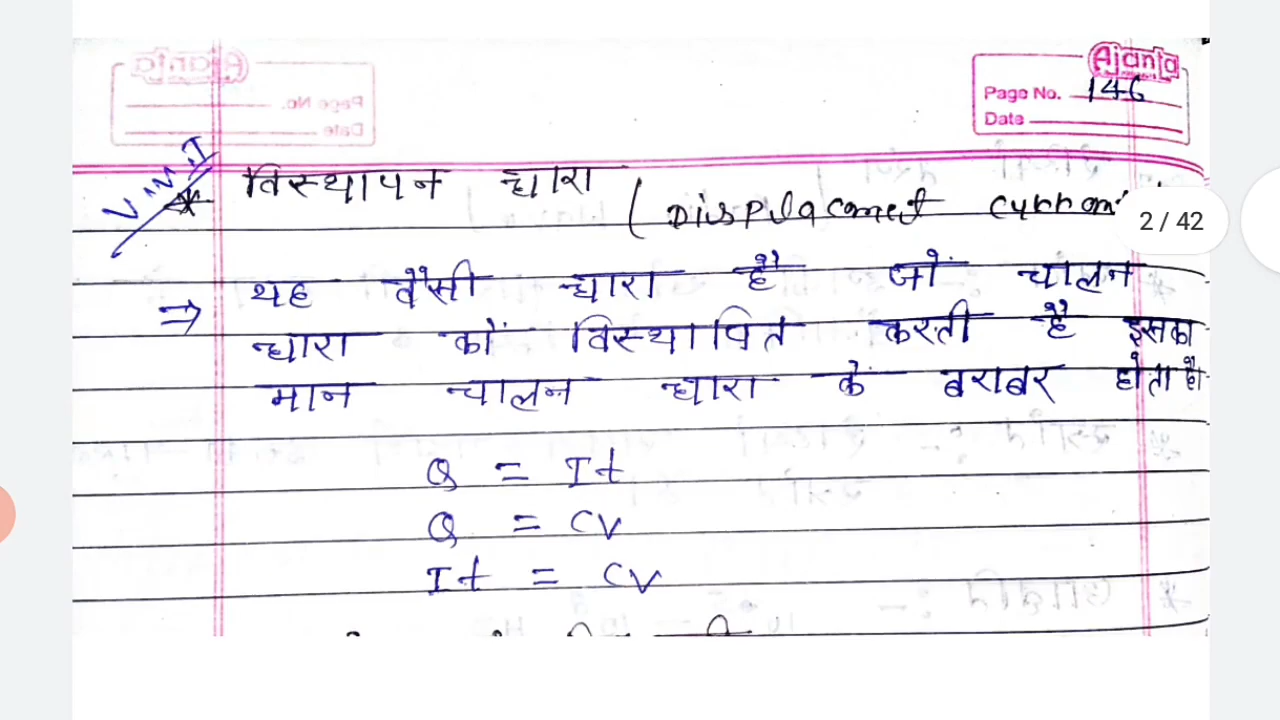 Ajanta
Page No. 146
Date
V.V.M.I
* विस्थापन धारा (Displacemet current
2 / 42
⇒ यह वैसी धारा है जो चालन
धारा को विस्थापित करती है इसका
मान चालन धारा के बराबर होता है।
Q = It
Q = CV
It = CV